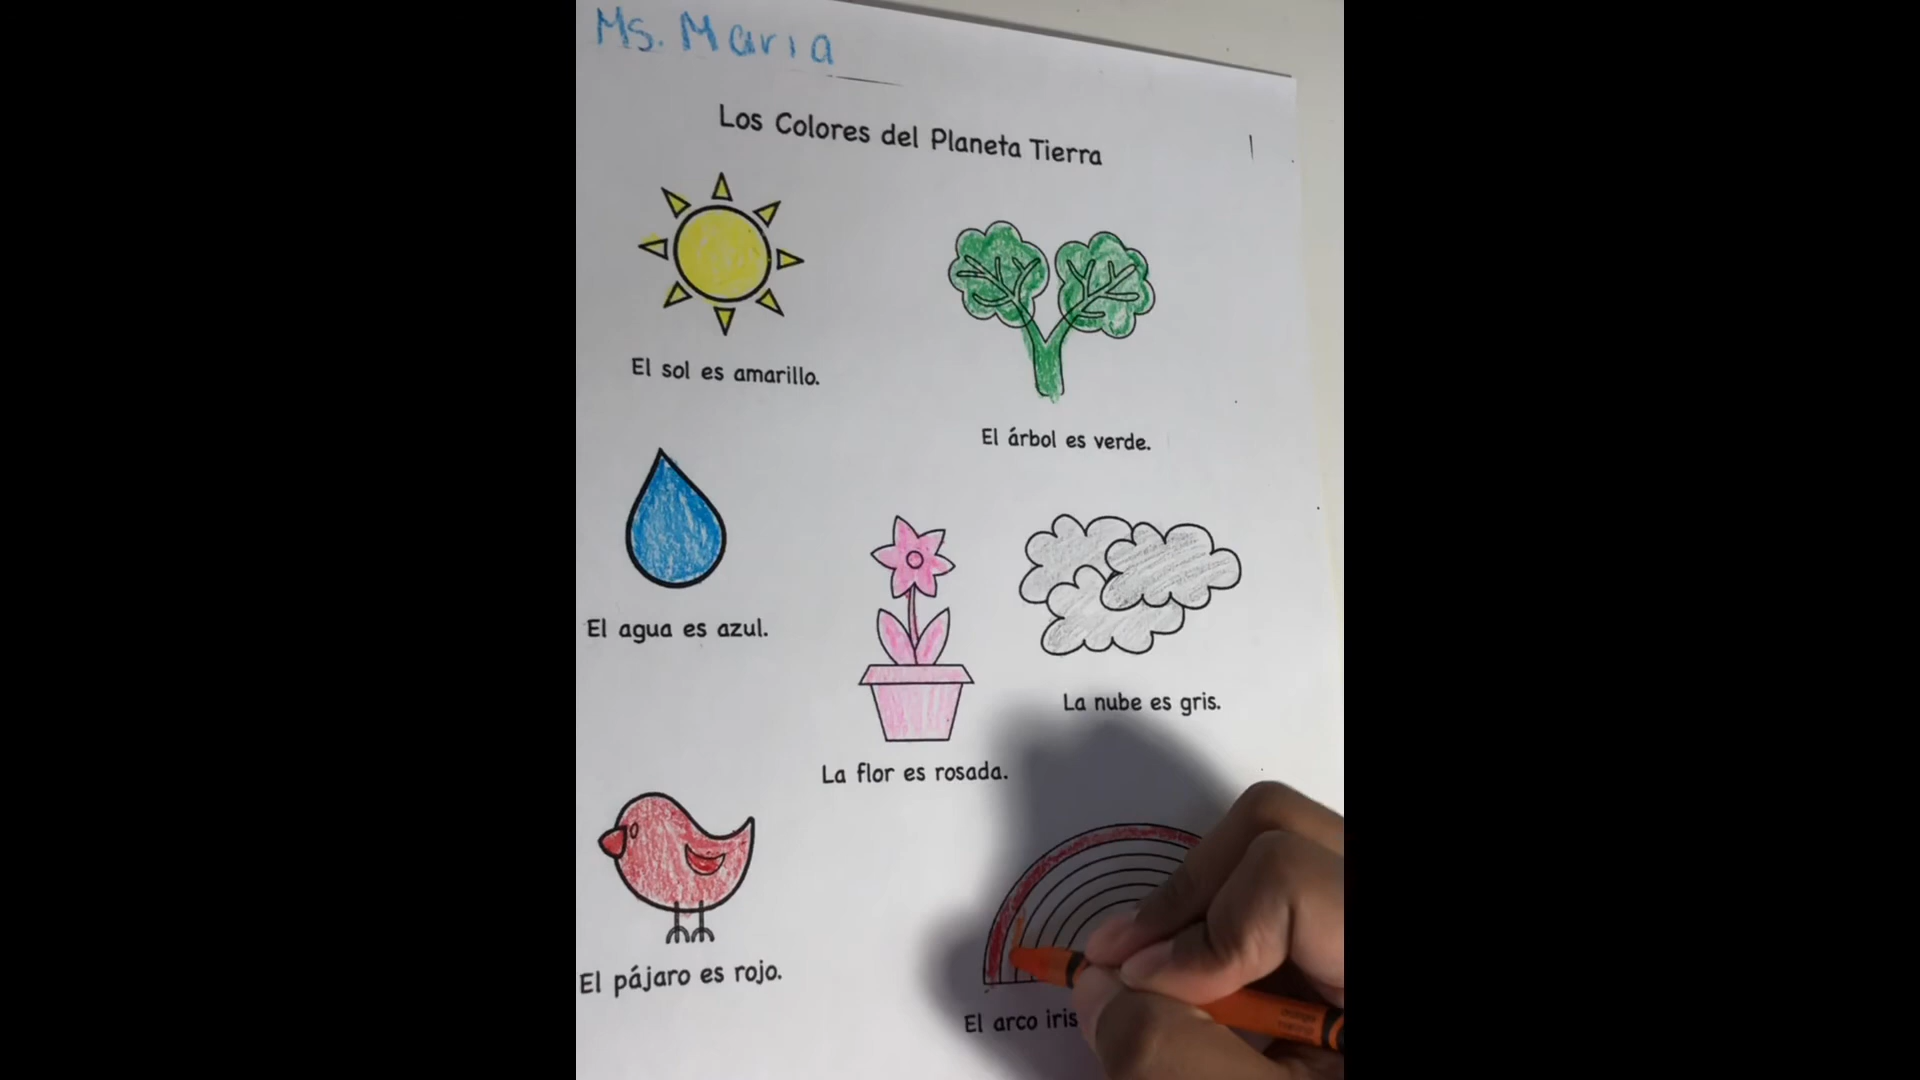 Ms. Maria
Los Colores del Planeta Tierra
El sol es amarillo.
El árbol es verde.
El agua es azul.
La nube es gris.
La flor es rosada.
El pájaro es rojo.
El arco iris